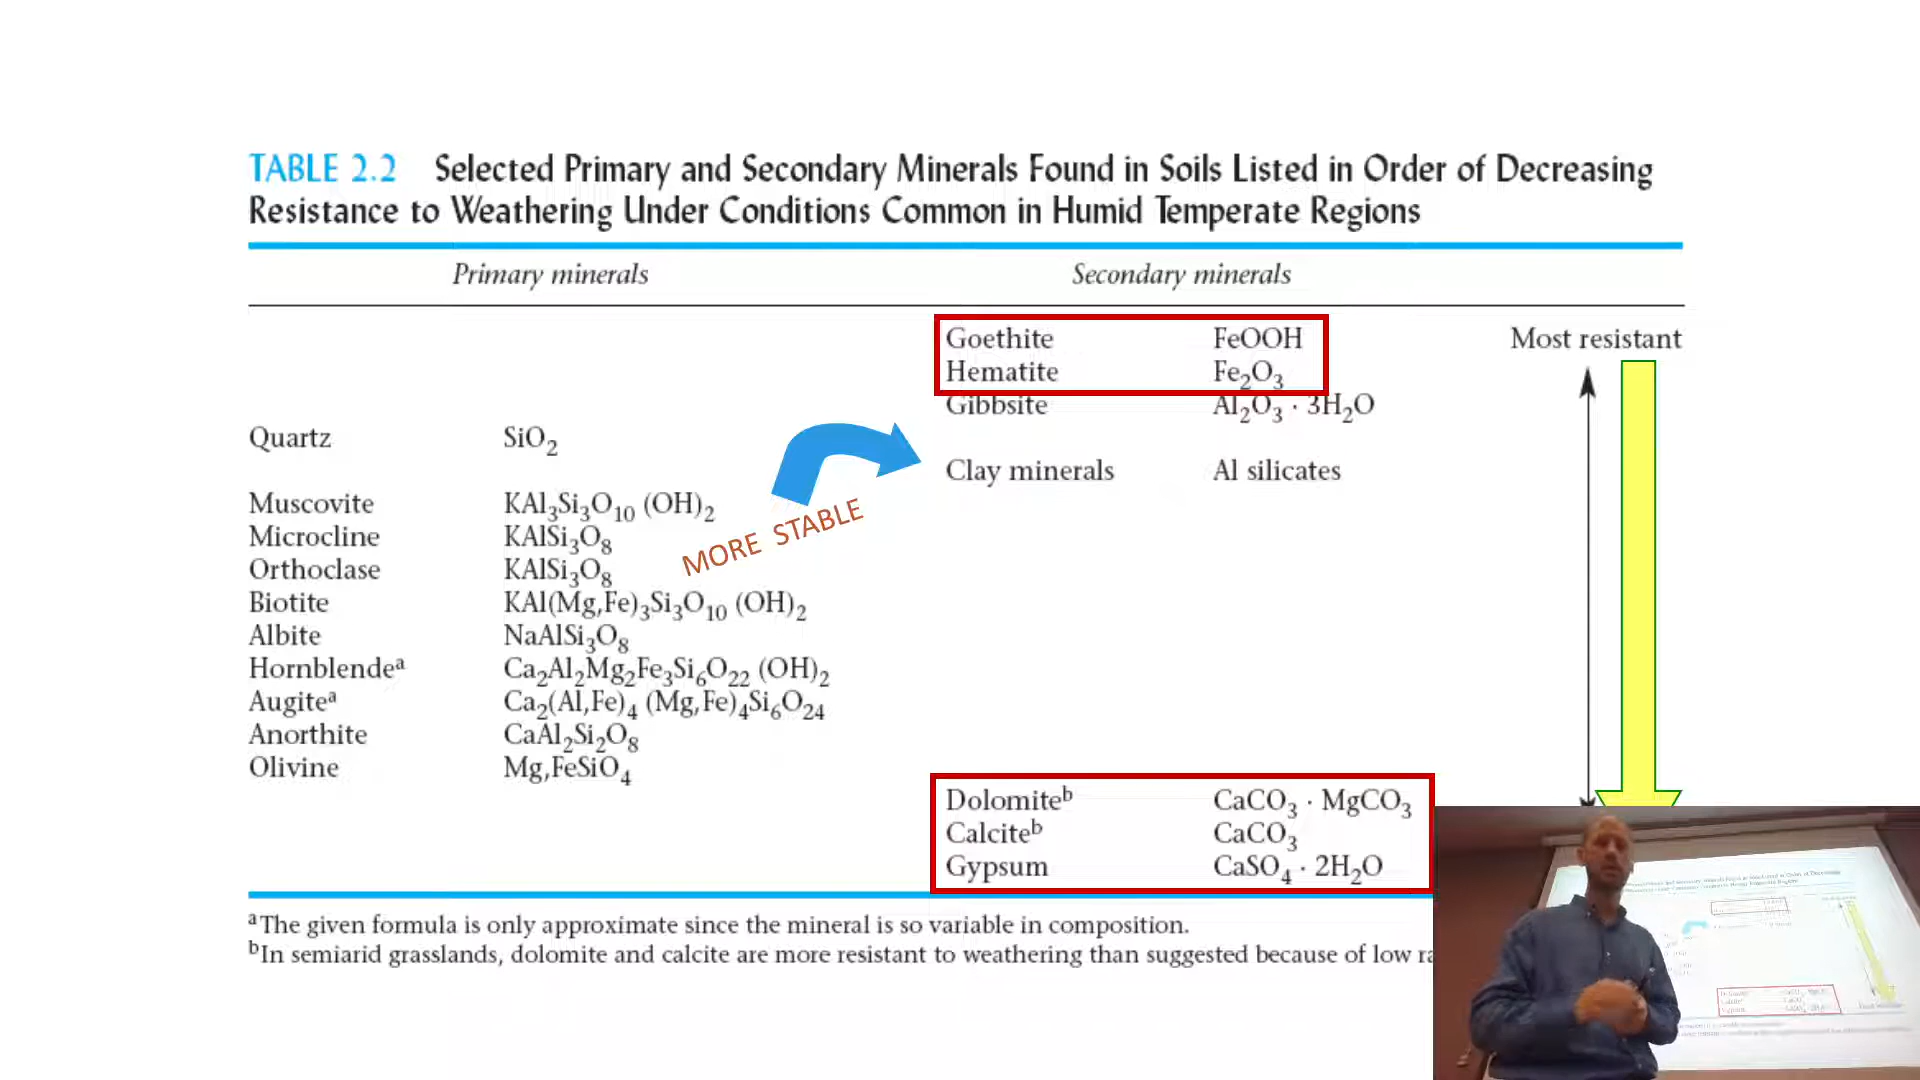 TABLE 2.2 Selected Primary and Secondary Minerals Found in Soils Listed in Order of Decreasing
Resistance to Weathering Under Conditions Common in Humid Temperate Regions
Primary minerals Secondary minerals
Goethite FeOOH Most resistant
Hematite Fe₂O₃
Gibbsite Al₂O₃ · 3H₂O
Quartz SiO₂
Clay minerals Al silicates
Muscovite KAl₃Si₃O₁₀ (OH)₂
MORE STABLE
Microcline KAlSi₃O₈
Orthoclase KAlSi₃O₈
Biotite KAl(Mg,Fe)₃Si₃O₁₀ (OH)₂
Albite NaAlSi₃O₈
Hornblendeᵃ Ca₂Al₂Mg₂Fe₃Si₆O₂₂ (OH)₂
Augiteᵃ Ca₂(Al,Fe)₄ (Mg,Fe)₄Si₆O₂₄
Anorthite CaAl₂Si₂O₈
Olivine Mg,FeSiO₄
Dolomiteᵇ CaCO₃ · MgCO₃
Calciteᵇ CaCO₃
Gypsum CaSO₄ · 2H₂O
ᵃThe given formula is only approximate since the mineral is so variable in composition.
ᵇIn semiarid grasslands, dolomite and calcite are more resistant to weathering than suggested because of low